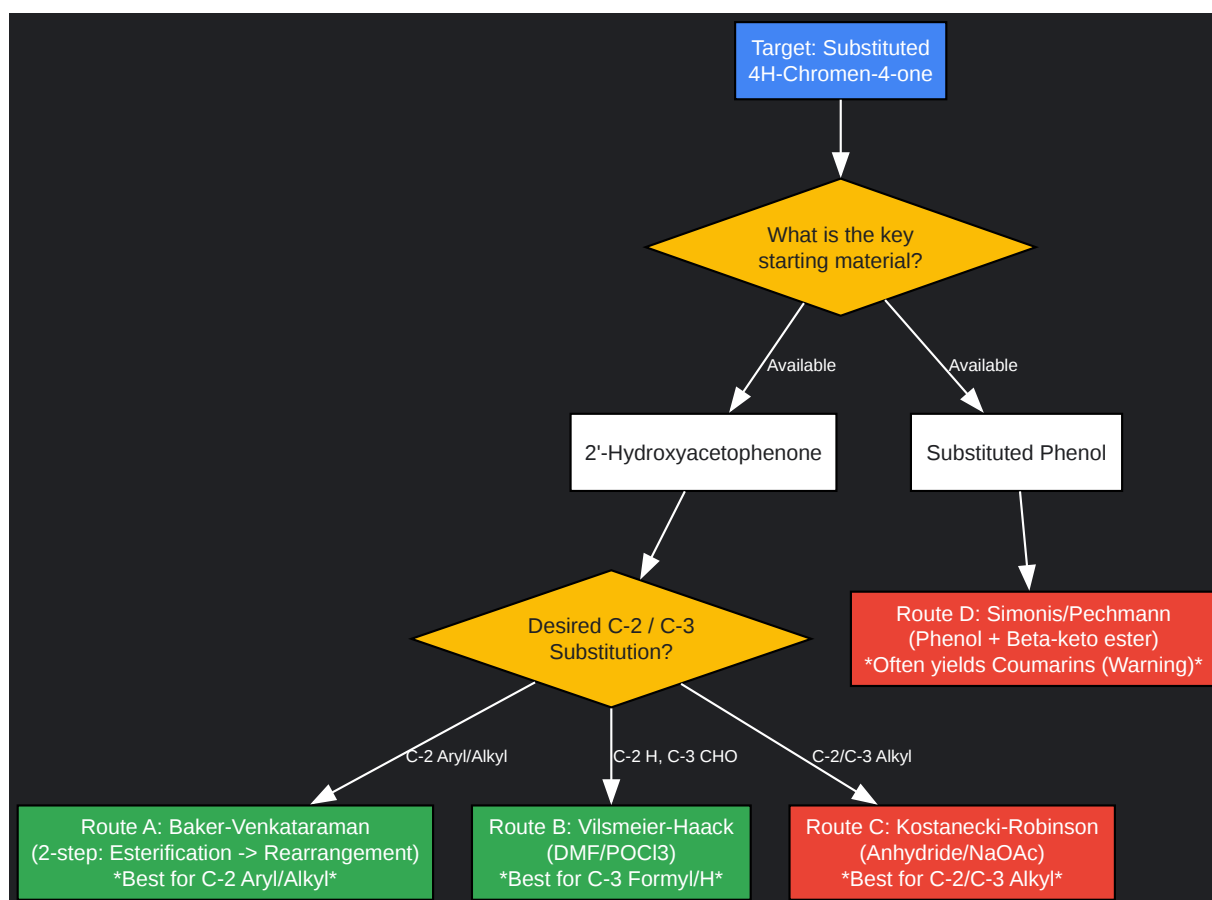 Target: Substituted
4H-Chromen-4-one
What is the key
starting material?
Available
Available
2'-Hydroxyacetophenone
Substituted Phenol
Desired C-2 / C-3
Substitution?
Route D: Simonis/Pechmann
(Phenol + Beta-keto ester)
*Often yields Coumarins (Warning)*
C-2 Aryl/Alkyl
C-2 H, C-3 CHO
C-2/C-3 Alkyl
Route A: Baker-Venkataraman
(2-step: Esterification -> Rearrangement)
*Best for C-2 Aryl/Alkyl*
Route B: Vilsmeier-Haack
(DMF/POCl3)
*Best for C-3 Formyl/H*
Route C: Kostanecki-Robinson
(Anhydride/NaOAc)
*Best for C-2/C-3 Alkyl*